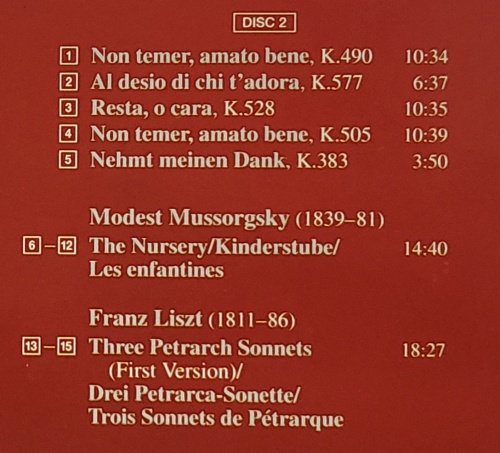 DISC 2
1 Non temer, amato bene, K.490 10:34
2 Al desio di chi t'adora, K.577 6:37
3 Resta, o cara, K.528 10:35
4 Non temer, amato bene, K.505 10:39
5 Nehmt meinen Dank, K.383 3:50
Modest Mussorgsky (1839–81)
6–12 The Nursery/Kinderstube/ 14:40
Les enfantines
Franz Liszt (1811–86)
13–15 Three Petrarch Sonnets 18:27
(First Version)/
Drei Petrarca-Sonette/
Trois Sonnets de Pétrarque